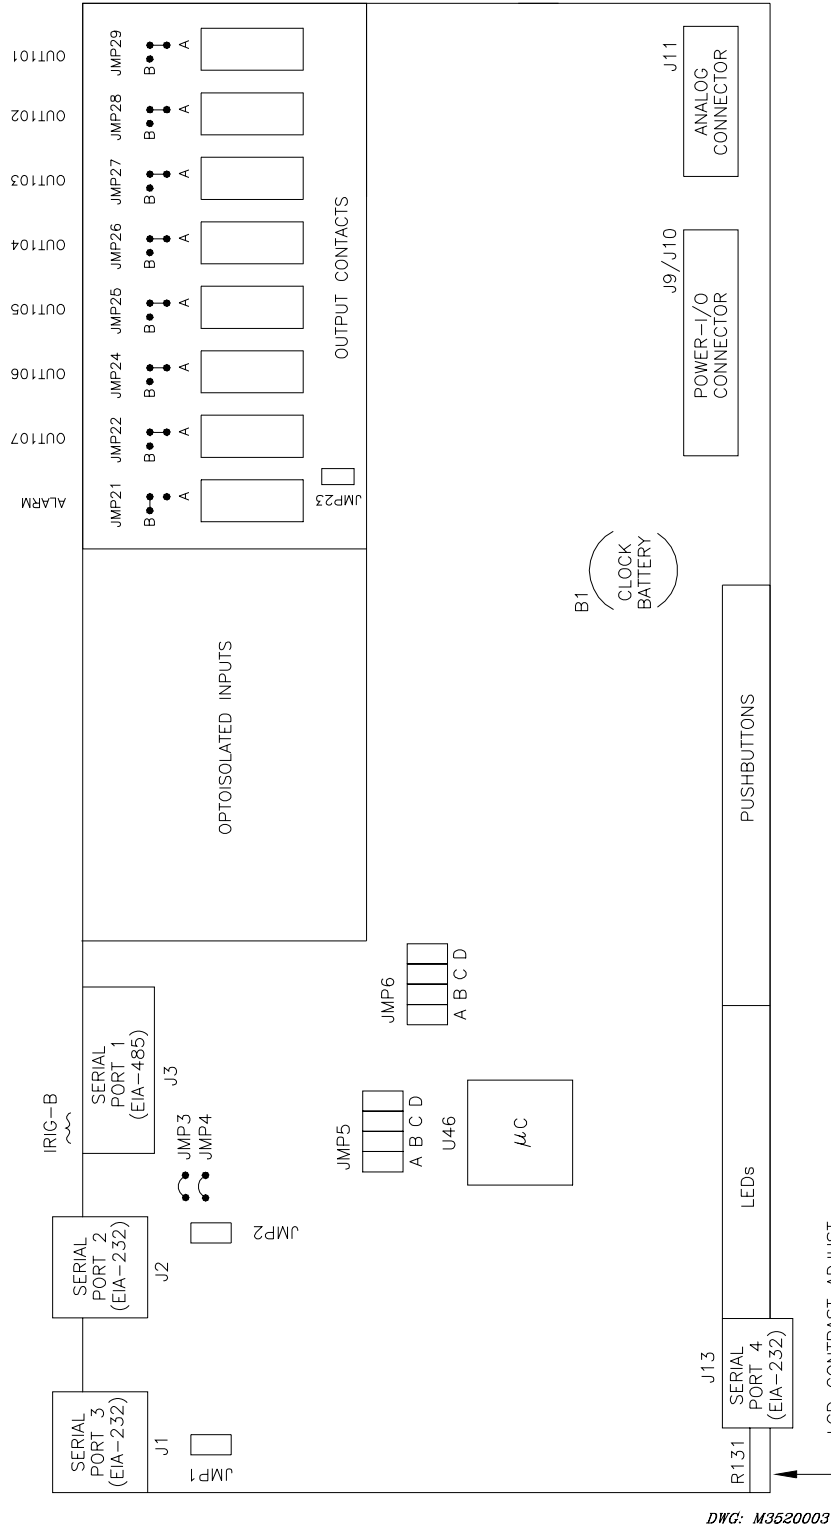 OUT101
OUT102
OUT103
OUT104
OUT105
OUT106
OUT107
ALARM
JMP29
JMP28
JMP27
JMP26
JMP25
JMP24
JMP22
JMP21
B A
B A
B A
B A
B A
B A
B A
B A
JMP23
OUTPUT CONTACTS
J11
ANALOG
CONNECTOR
J9/J10
POWER-I/O
CONNECTOR
B1
CLOCK
BATTERY
OPTOISOLATED INPUTS
PUSHBUTTONS
JMP6
A B C D
JMP5
A B C D
U46
μC
IRIG-B
SERIAL
PORT 1
(EIA-485)
J3
JMP3
JMP4
JMP2
SERIAL
PORT 2
(EIA-232)
J2
LEDs
SERIAL
PORT 3
(EIA-232)
J1
JMP1
J13
SERIAL
PORT 4
(EIA-232)
R131
DWG: M3520003